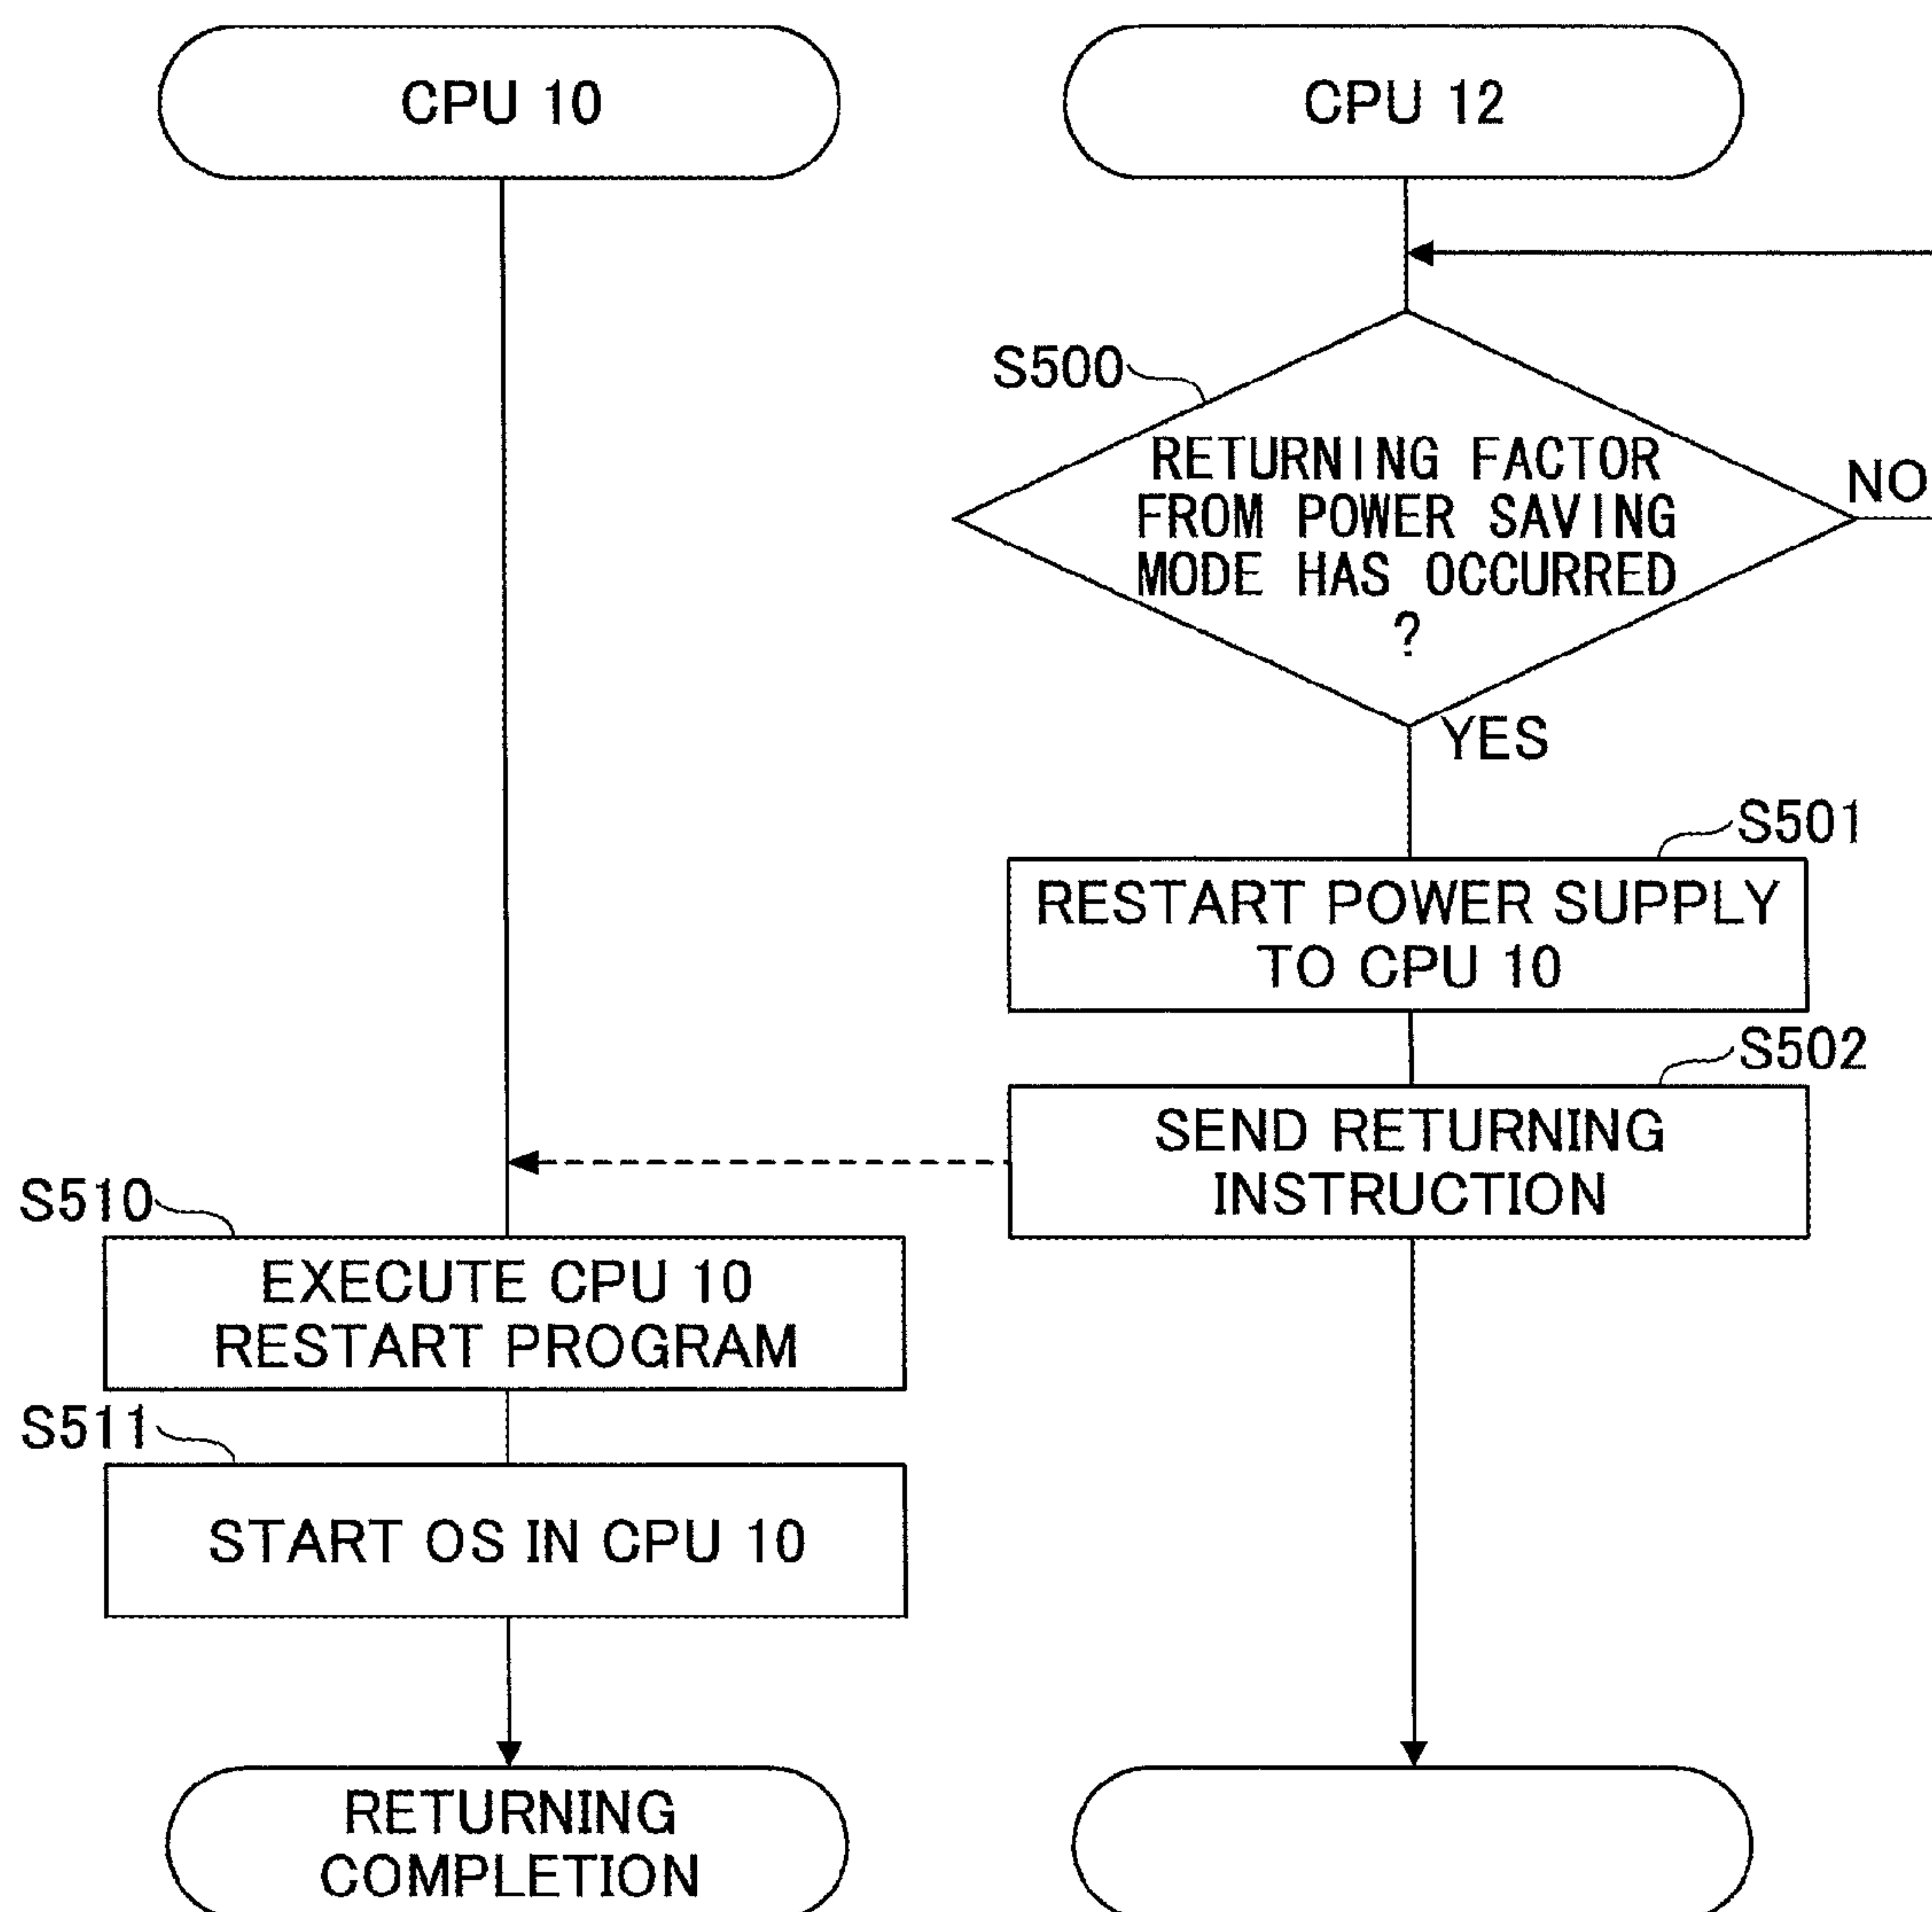 CPU 10
CPU 12
S500
RETURNING FACTOR
FROM POWER SAVING
MODE HAS OCCURRED
?
NO
YES
S501
RESTART POWER SUPPLY
TO CPU 10
S502
SEND RETURNING
INSTRUCTION
S510
EXECUTE CPU 10
RESTART PROGRAM
S511
START OS IN CPU 10
RETURNING
COMPLETION